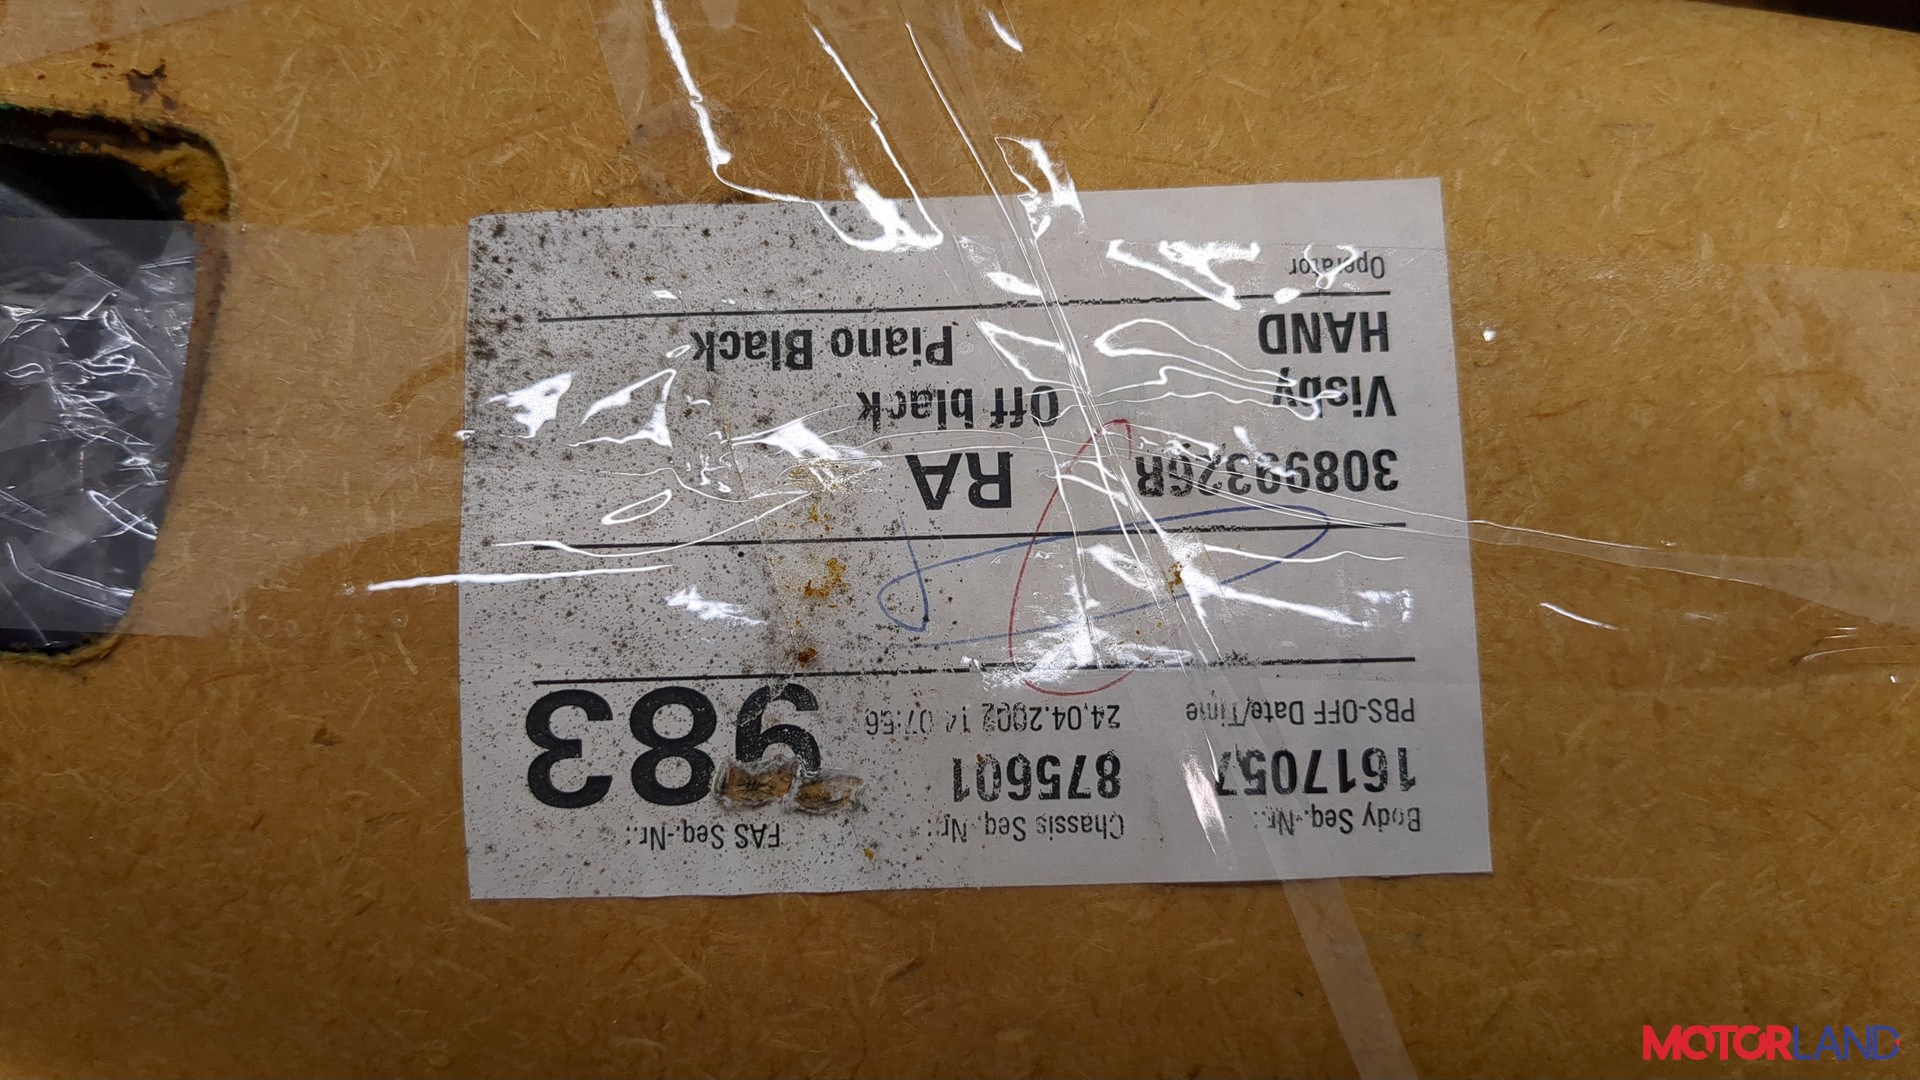 Body Seq.-Nr.: Chassis Seq.-Nr.: FAS Seq.-Nr.:
1617057 875601 983
PBS-OFF Date/Time 24.04.2002 14:07:56
30899326R RA
Visby Off black
HAND Piano Black
Operator
MOTORLAND